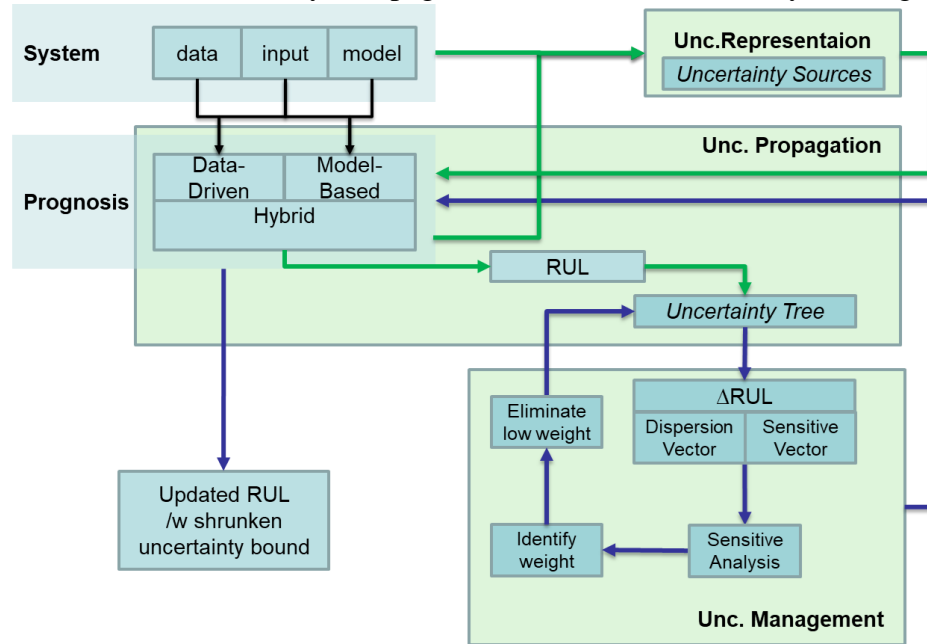 System
data
input
model
Unc.Representaion
Uncertainty Sources
Unc. Propagation
Prognosis
Data-
Driven
Model-
Based
Hybrid
RUL
Uncertainty Tree
Eliminate
low weight
ΔRUL
Dispersion
Vector
Sensitive
Vector
Updated RUL
/w shrunken
uncertainty bound
Identify
weight
Sensitive
Analysis
Unc. Management